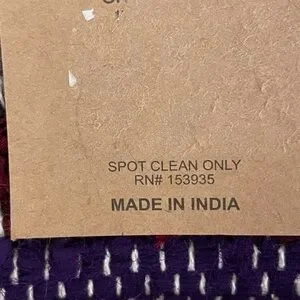 SPOT CLEAN ONLY
RN# 153935
MADE IN INDIA